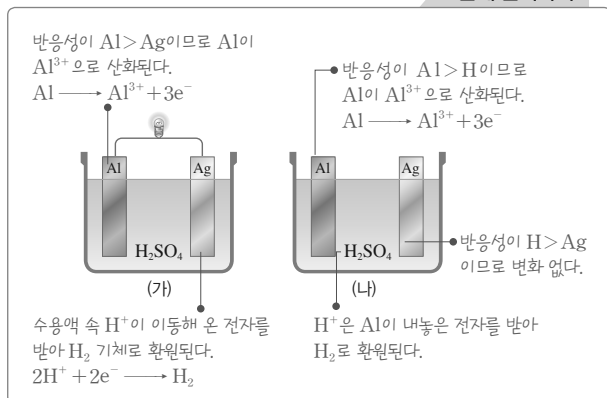 반응성이 Al>Ag이므로 Al이
Al³⁺으로 산화된다.
Al ⟶ Al³⁺+3e⁻
반응성이 Al>H이므로
Al이 Al³⁺으로 산화된다.
Al ⟶ Al³⁺+3e⁻
Al
Ag
H₂SO₄
(가)
Al
Ag
H₂SO₄
(나)
반응성이 H>Ag
이므로 변화 없다.
수용액 속 H⁺이 이동해 온 전자를
받아 H₂ 기체로 환원된다.
2H⁺+2e⁻ ⟶ H₂
H⁺은 Al이 내놓은 전자를 받아
H₂로 환원된다.